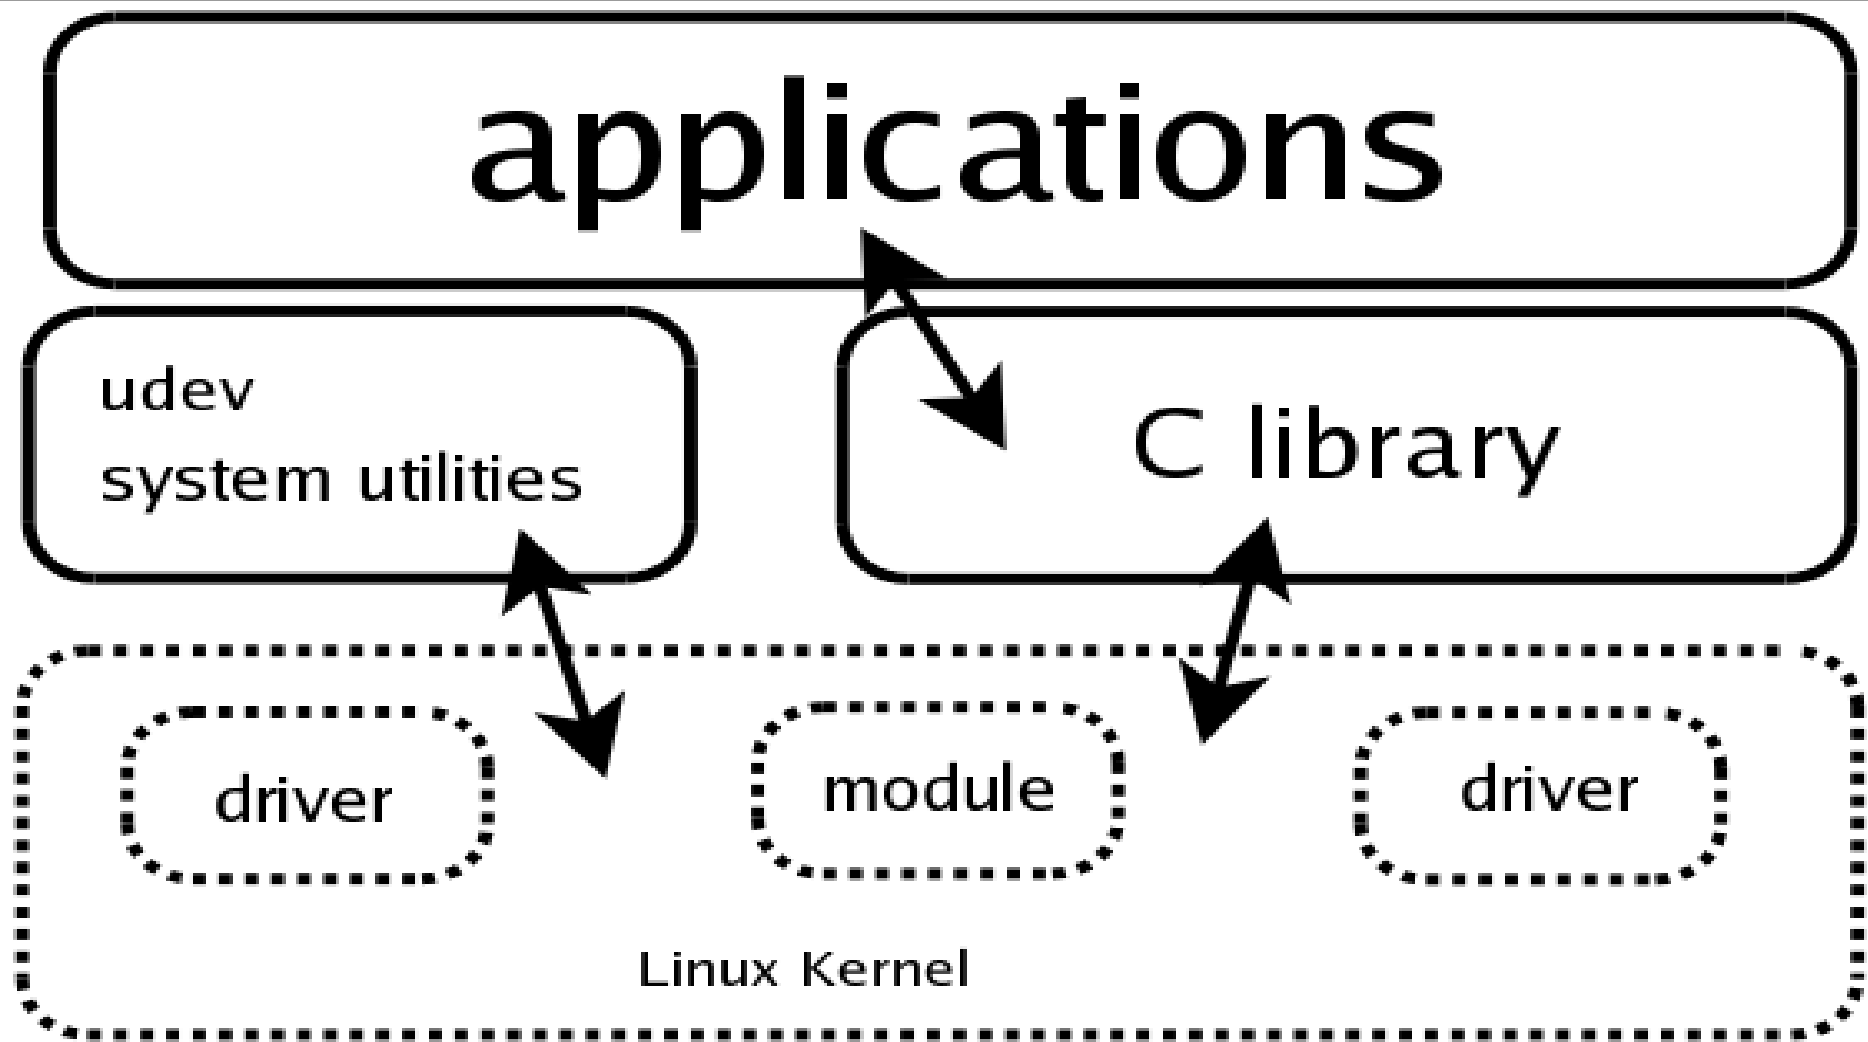 applications
udev
system utilities
C library
driver
module
driver
Linux Kernel